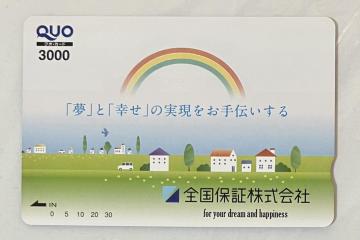 QUO
クオ・カード
3000
「夢」と「幸せ」の実現をお手伝いする
全国保証株式会社
for your dream and happiness
IN
0 5 10 20 30